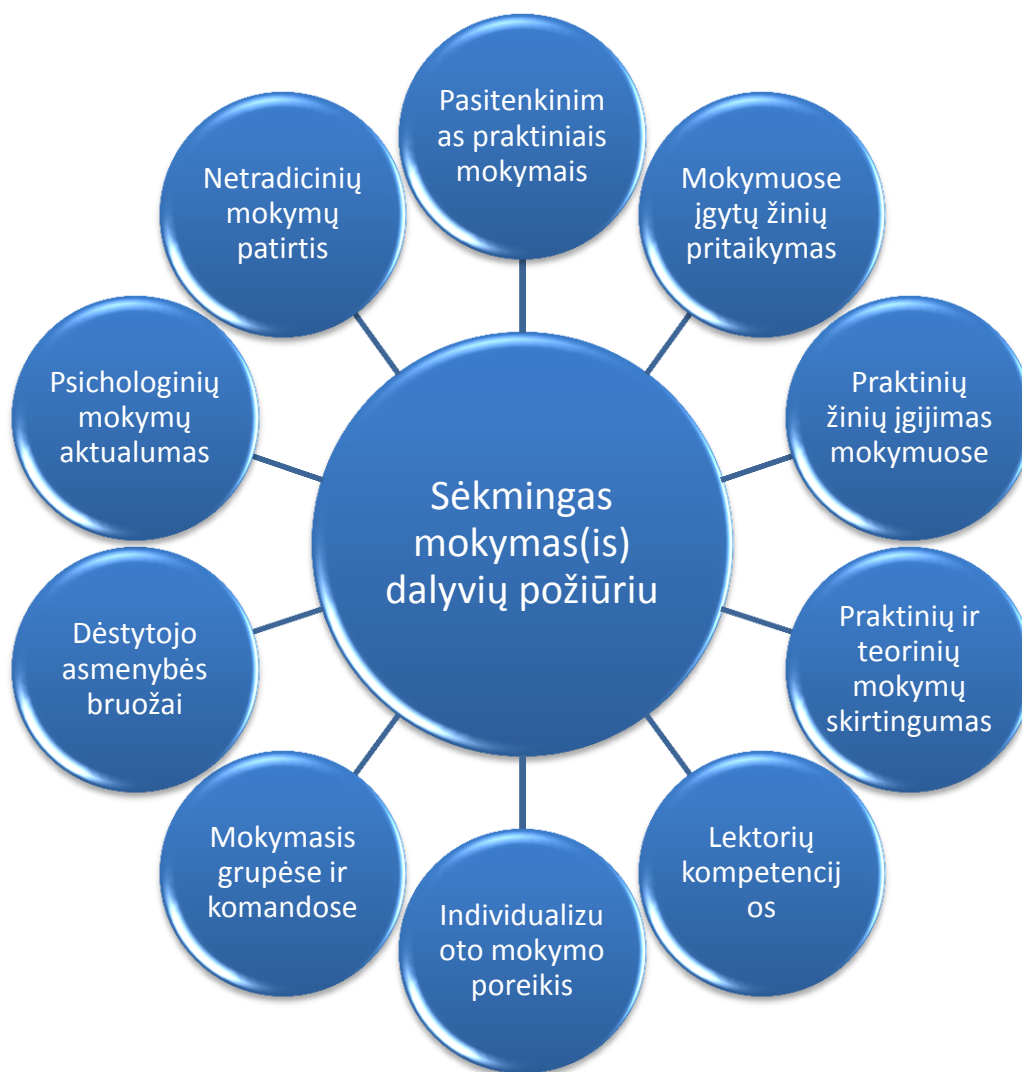 Pasitenkinim
as praktiniais
mokymais
Mokymuose
įgytų žinių
pritaikymas
Praktinių
žinių įgijimas
mokymuose
Praktinių ir
teorinių
mokymų
skirtingumas
Lektorių
kompetencij
os
Individualizu
oto mokymo
poreikis
Mokymasis
grupėse ir
komandose
Dėstytojo
asmenybės
bruožai
Psichologinių
mokymų
aktualumas
Netradicinių
mokymų
patirtis
Sėkmingas
mokymas(is)
dalyvių požiūriu